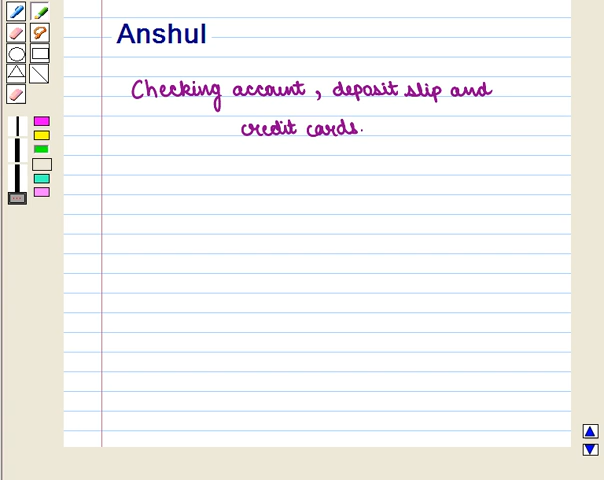 Anshul
Checking account, deposit slip and
credit cards.